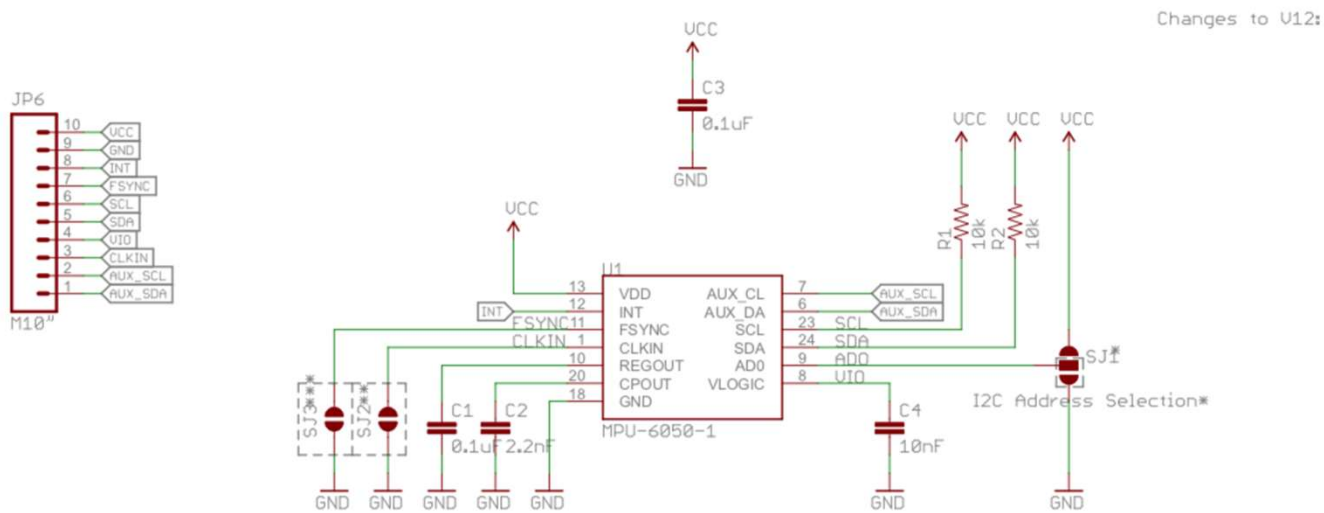 Changes to V12:
VCC
C3
0.1uF
GND
JP6
10 VCC
9 GND
8 INT
7 FSYNC
6 SCL
5 SDA
4 VIO
3 CLKIN
2 AUX_SCL
1 AUX_SDA
M10"
VCC
VCC VCC VCC
R1 10k
R2 10k
U1
13 VDD AUX_CL 7 AUX_SCL
INT 12 INT AUX_DA 6 AUX_SDA
FSYNC 11 FSYNC SCL 23 SCL
CLKIN 1 CLKIN SDA 24 SDA
10 REGOUT AD0 9 AD0
20 CPOUT VLOGIC 8 VIO
18 GND
MPU-6050-1
SJ1*
I2C Address Selection*
SJ3***
SJ2**
C1
0.1uF
C2
2.2nF
C4
10nF
GND GND GND GND GND GND GND